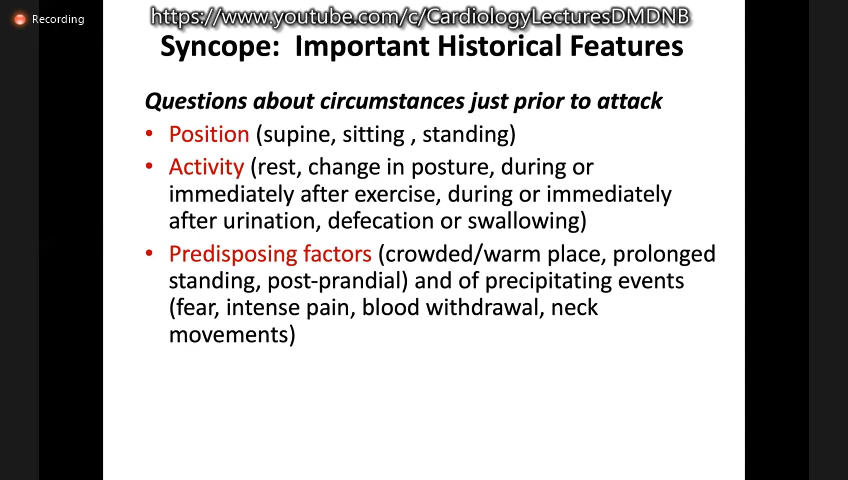 Recording
https://www.youtube.com/c/CardiologyLecturesDMDNB
Syncope: Important Historical Features
Questions about circumstances just prior to attack
• Position (supine, sitting , standing)
• Activity (rest, change in posture, during or
immediately after exercise, during or immediately
after urination, defecation or swallowing)
• Predisposing factors (crowded/warm place, prolonged
standing, post-prandial) and of precipitating events
(fear, intense pain, blood withdrawal, neck
movements)